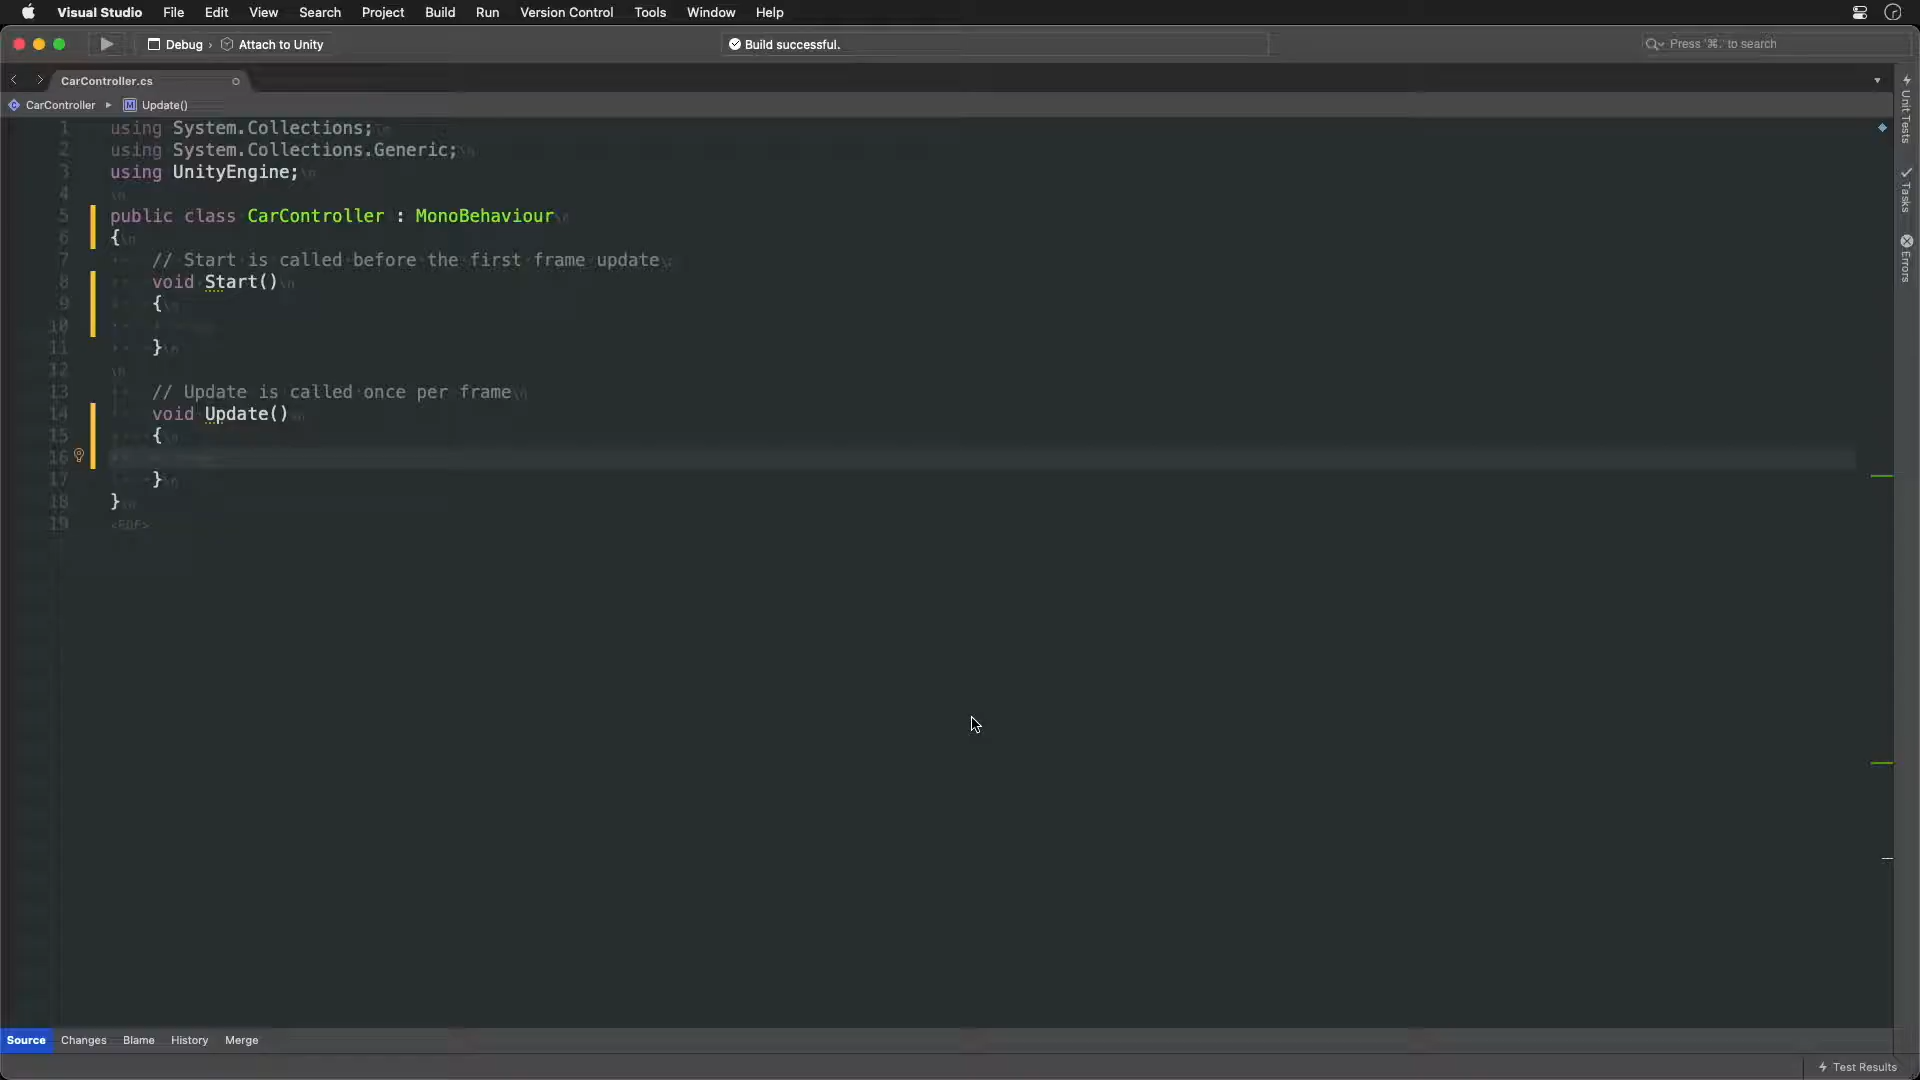 Visual Studio File Edit View Search Project Build Run Version Control Tools Window Help
Debug › Attach to Unity
Build successful.
Press '⌘.' to search
CarController.cs
CarController ▸ M Update()
1 using System.Collections;
2 using System.Collections.Generic;
3 using UnityEngine;
4
5 public class CarController : MonoBehaviour
6 {
7 // Start is called before the first frame update
8 void Start()
9 {
10
11 }
12
13 // Update is called once per frame
14 void Update()
15 {
16
17 }
18 }
19 <EOF>
Unit Tests
Tasks
Errors
Source Changes Blame History Merge
Test Results